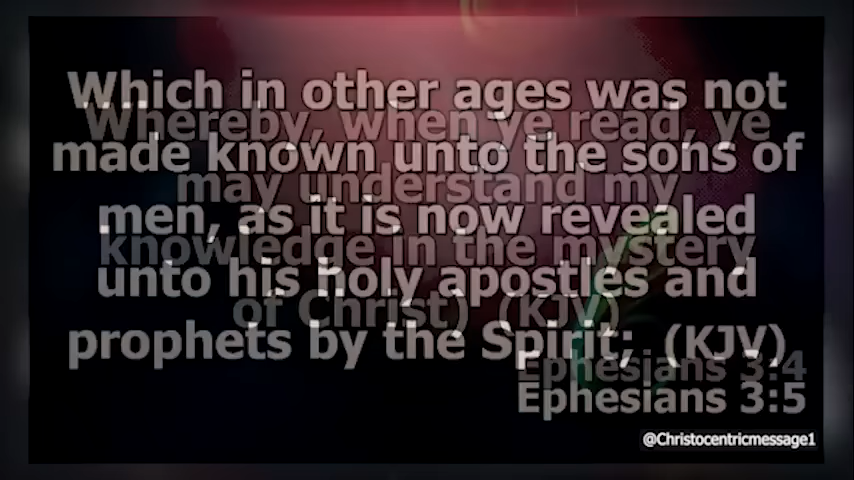 Which in other ages was not
Whereby, when ye read, ye
made known unto the sons of
may understand my
men, as it is now revealed
knowledge in the mystery
unto his holy apostles and
of Christ) (KJV)
prophets by the Spirit; (KJV)
Ephesians 3:4
Ephesians 3:5
@Christocentricmessage1